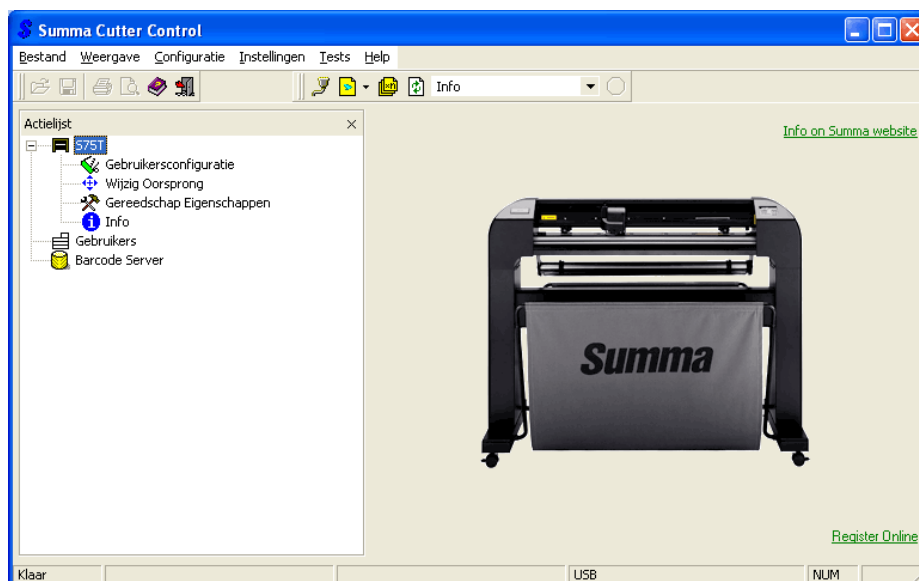 Summa Cutter Control
Bestand Weergave Configuratie Instellingen Tests Help
Info
Actielijst
S75T
Gebruikersconfiguratie
Wijzig Oorsprong
Gereedschap Eigenschappen
Info
Gebruikers
Barcode Server
Info on Summa website
Summa
Register Online
Klaar USB NUM